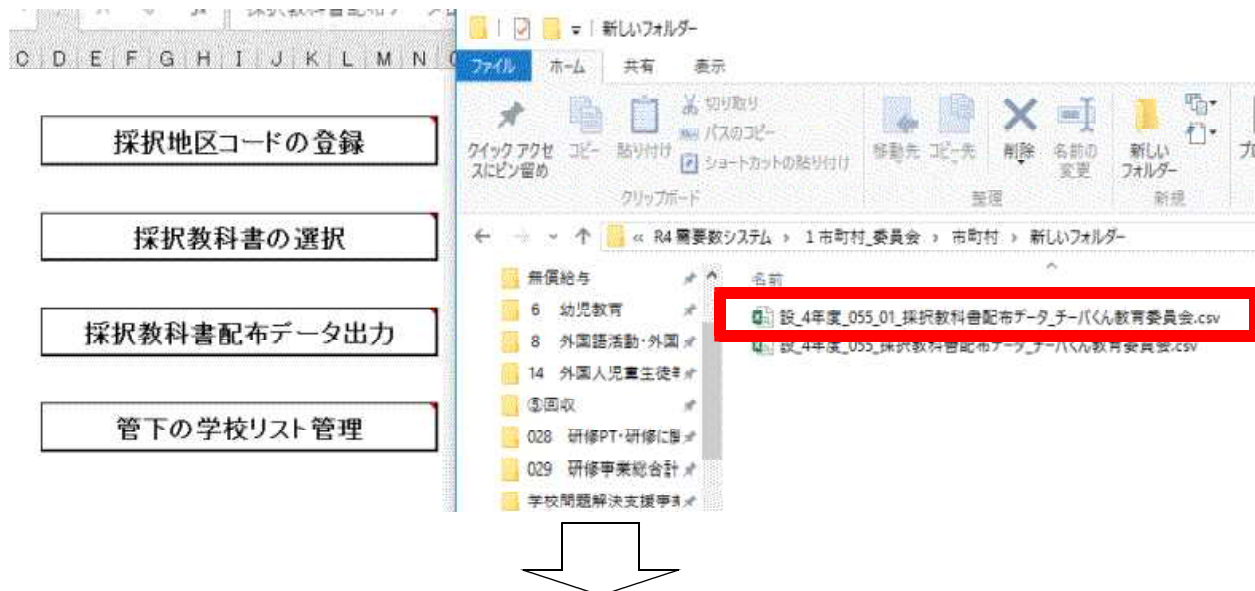 C D E F G H I J K L M N
採択地区コードの登録
採択教科書の選択
採択教科書配布データ出力
管下の学校リスト管理
新しいフォルダー
ファイル ホーム 共有 表示
クイック アクセスにピン留め
コピー
貼り付け
切り取り
パスのコピー
ショートカットの貼り付け
移動先 コピー先 削除 名前の変更 新しいフォルダー
クリップボード 整理 新規
« R4需要数システム › 1市町村_委員会 › 市町村 › 新しいフォルダー
無償給与
6 幼児教育
8 外国語活動・外国
14 外国人児童生徒
⑤回収
028 研修PT・研修に
029 研修事業総合計
学校問題解決支援事
名前
設_4年度_055_01_採択教科書配布データ_チーバくん教育委員会.csv
設_4年度_055_採択教科書配布データ_チーバくん教育委員会.csv